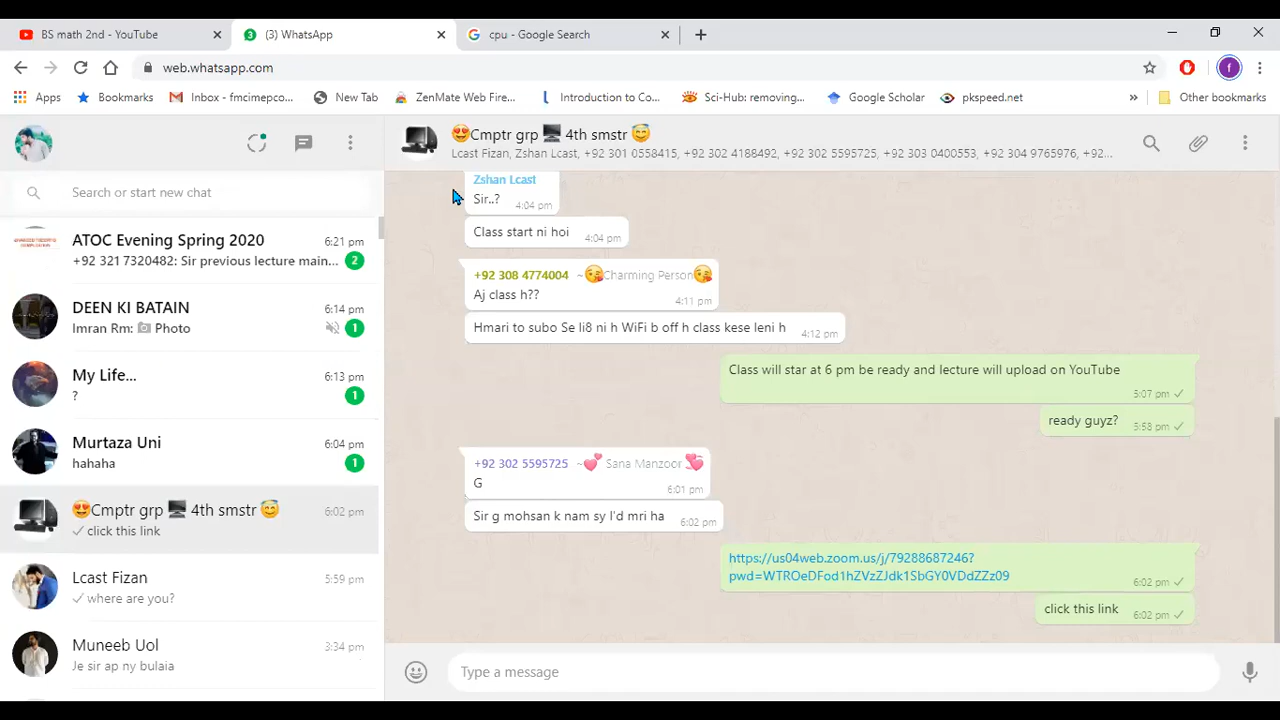 BS math 2nd - YouTube
(3) WhatsApp
cpu - Google Search
web.whatsapp.com
f
Apps
Bookmarks
Inbox - fmcimepco...
New Tab
ZenMate Web Fire...
Introduction to Co...
Sci-Hub: removing...
Google Scholar
pkspeed.net
»
Other bookmarks
😍Cmptr grp 🖥 4th smstr 😇
Lcast Fizan, Zshan Lcast, +92 301 0558415, +92 302 4188492, +92 302 5595725, +92 303 0400553, +92 304 9765976, +92...
Search or start new chat
ATOC Evening Spring 2020
6:21 pm
+92 321 7320482: Sir previous lecture main...
2
DEEN KI BATAIN
6:14 pm
Imran Rm: 📷 Photo
1
My Life...
6:13 pm
?
1
Murtaza Uni
6:04 pm
hahaha
1
😍Cmptr grp 🖥 4th smstr 😇
6:02 pm
✓ click this link
Lcast Fizan
5:59 pm
✓ where are you?
Muneeb Uol
3:34 pm
Je sir ap ny bulaia
Zshan Lcast
Sir..?
4:04 pm
Class start ni hoi
4:04 pm
+92 308 4774004 ~😘Charming Person😘
Aj class h??
4:11 pm
Hmari to subo Se li8 ni h WiFi b off h class kese leni h
4:12 pm
Class will star at 6 pm be ready and lecture will upload on YouTube
5:07 pm ✓
ready guyz?
5:58 pm ✓
+92 302 5595725 ~💕 Sana Manzoor 💞
G
6:01 pm
Sir g mohsan k nam sy I'd mri ha
6:02 pm
https://us04web.zoom.us/j/79288687246?
pwd=WTROeDFod1hZVzZJdk1SbGY0VDdZZz09
6:02 pm ✓
click this link
6:02 pm ✓
Type a message